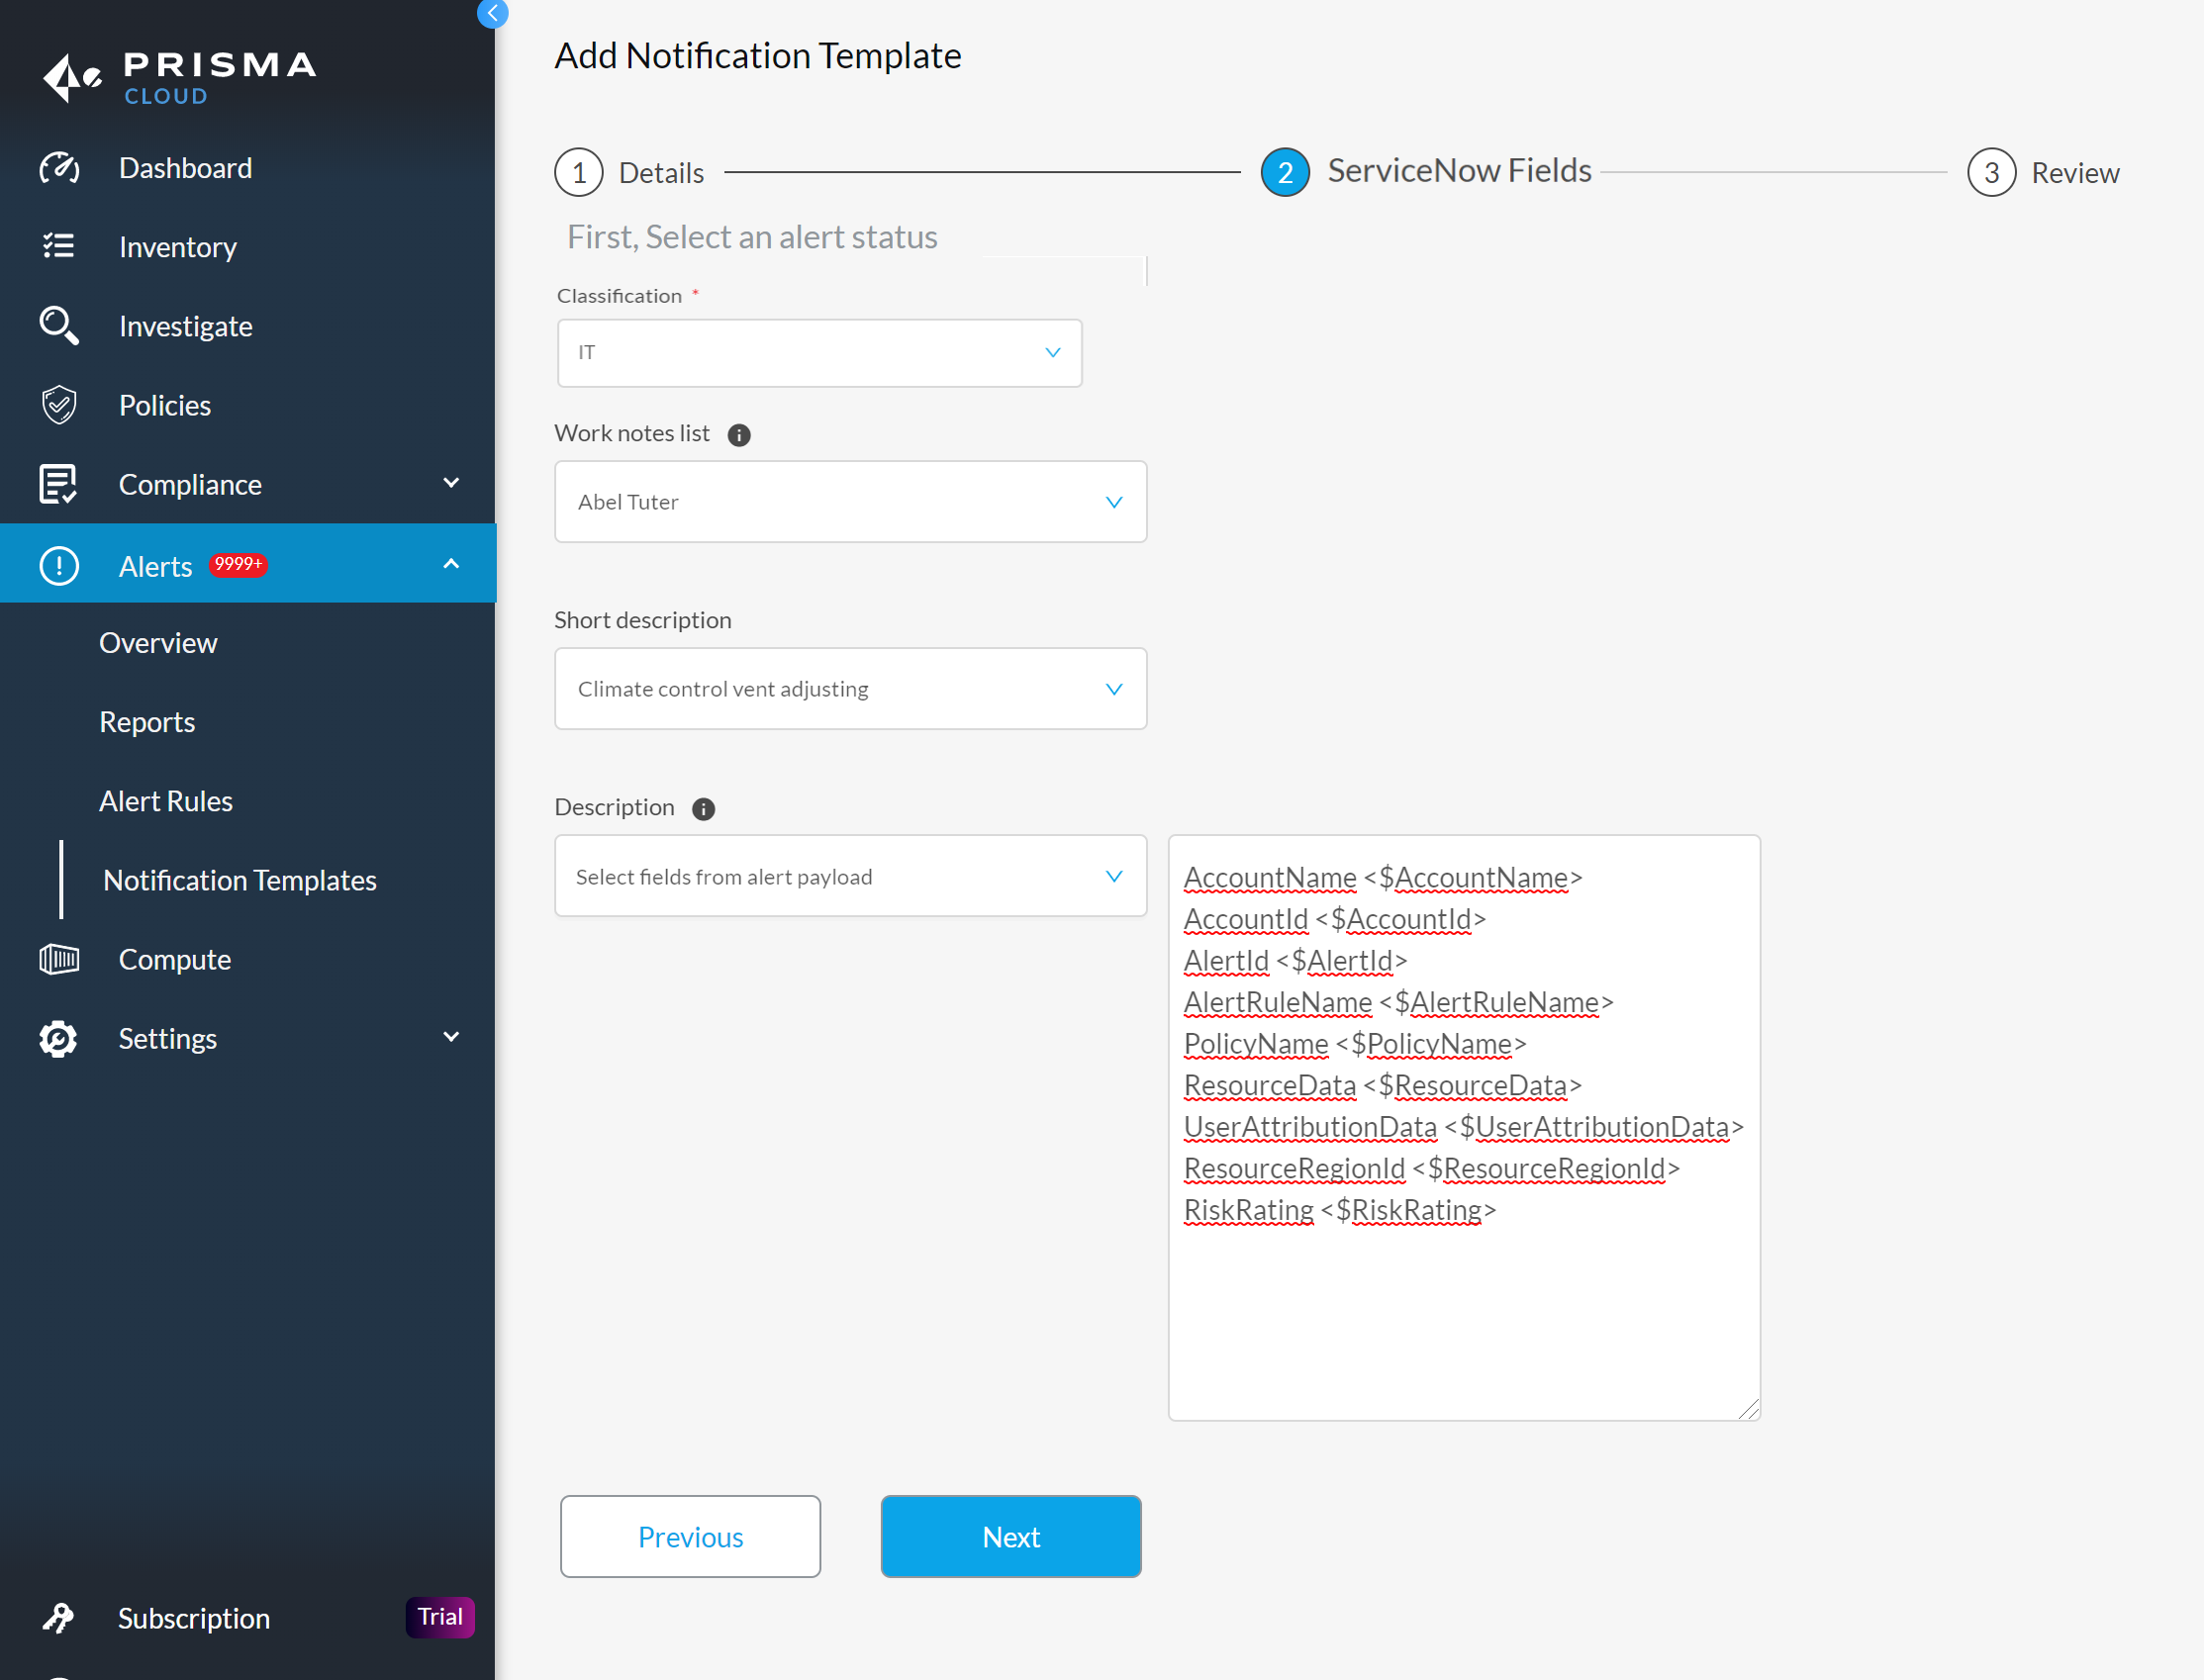 PRISMA
CLOUD
Dashboard
Inventory
Investigate
Policies
Compliance
Alerts 9999+
Overview
Reports
Alert Rules
Notification Templates
Compute
Settings
Subscription Trial
Add Notification Template
1 Details 2 ServiceNow Fields 3 Review
First, Select an alert status
Classification *
IT
Work notes list i
Abel Tuter
Short description
Climate control vent adjusting
Description i
Select fields from alert payload
AccountName <$AccountName>
AccountId <$AccountId>
AlertId <$AlertId>
AlertRuleName <$AlertRuleName>
PolicyName <$PolicyName>
ResourceData <$ResourceData>
UserAttributionData <$UserAttributionData>
ResourceRegionId <$ResourceRegionId>
RiskRating <$RiskRating>
Previous Next